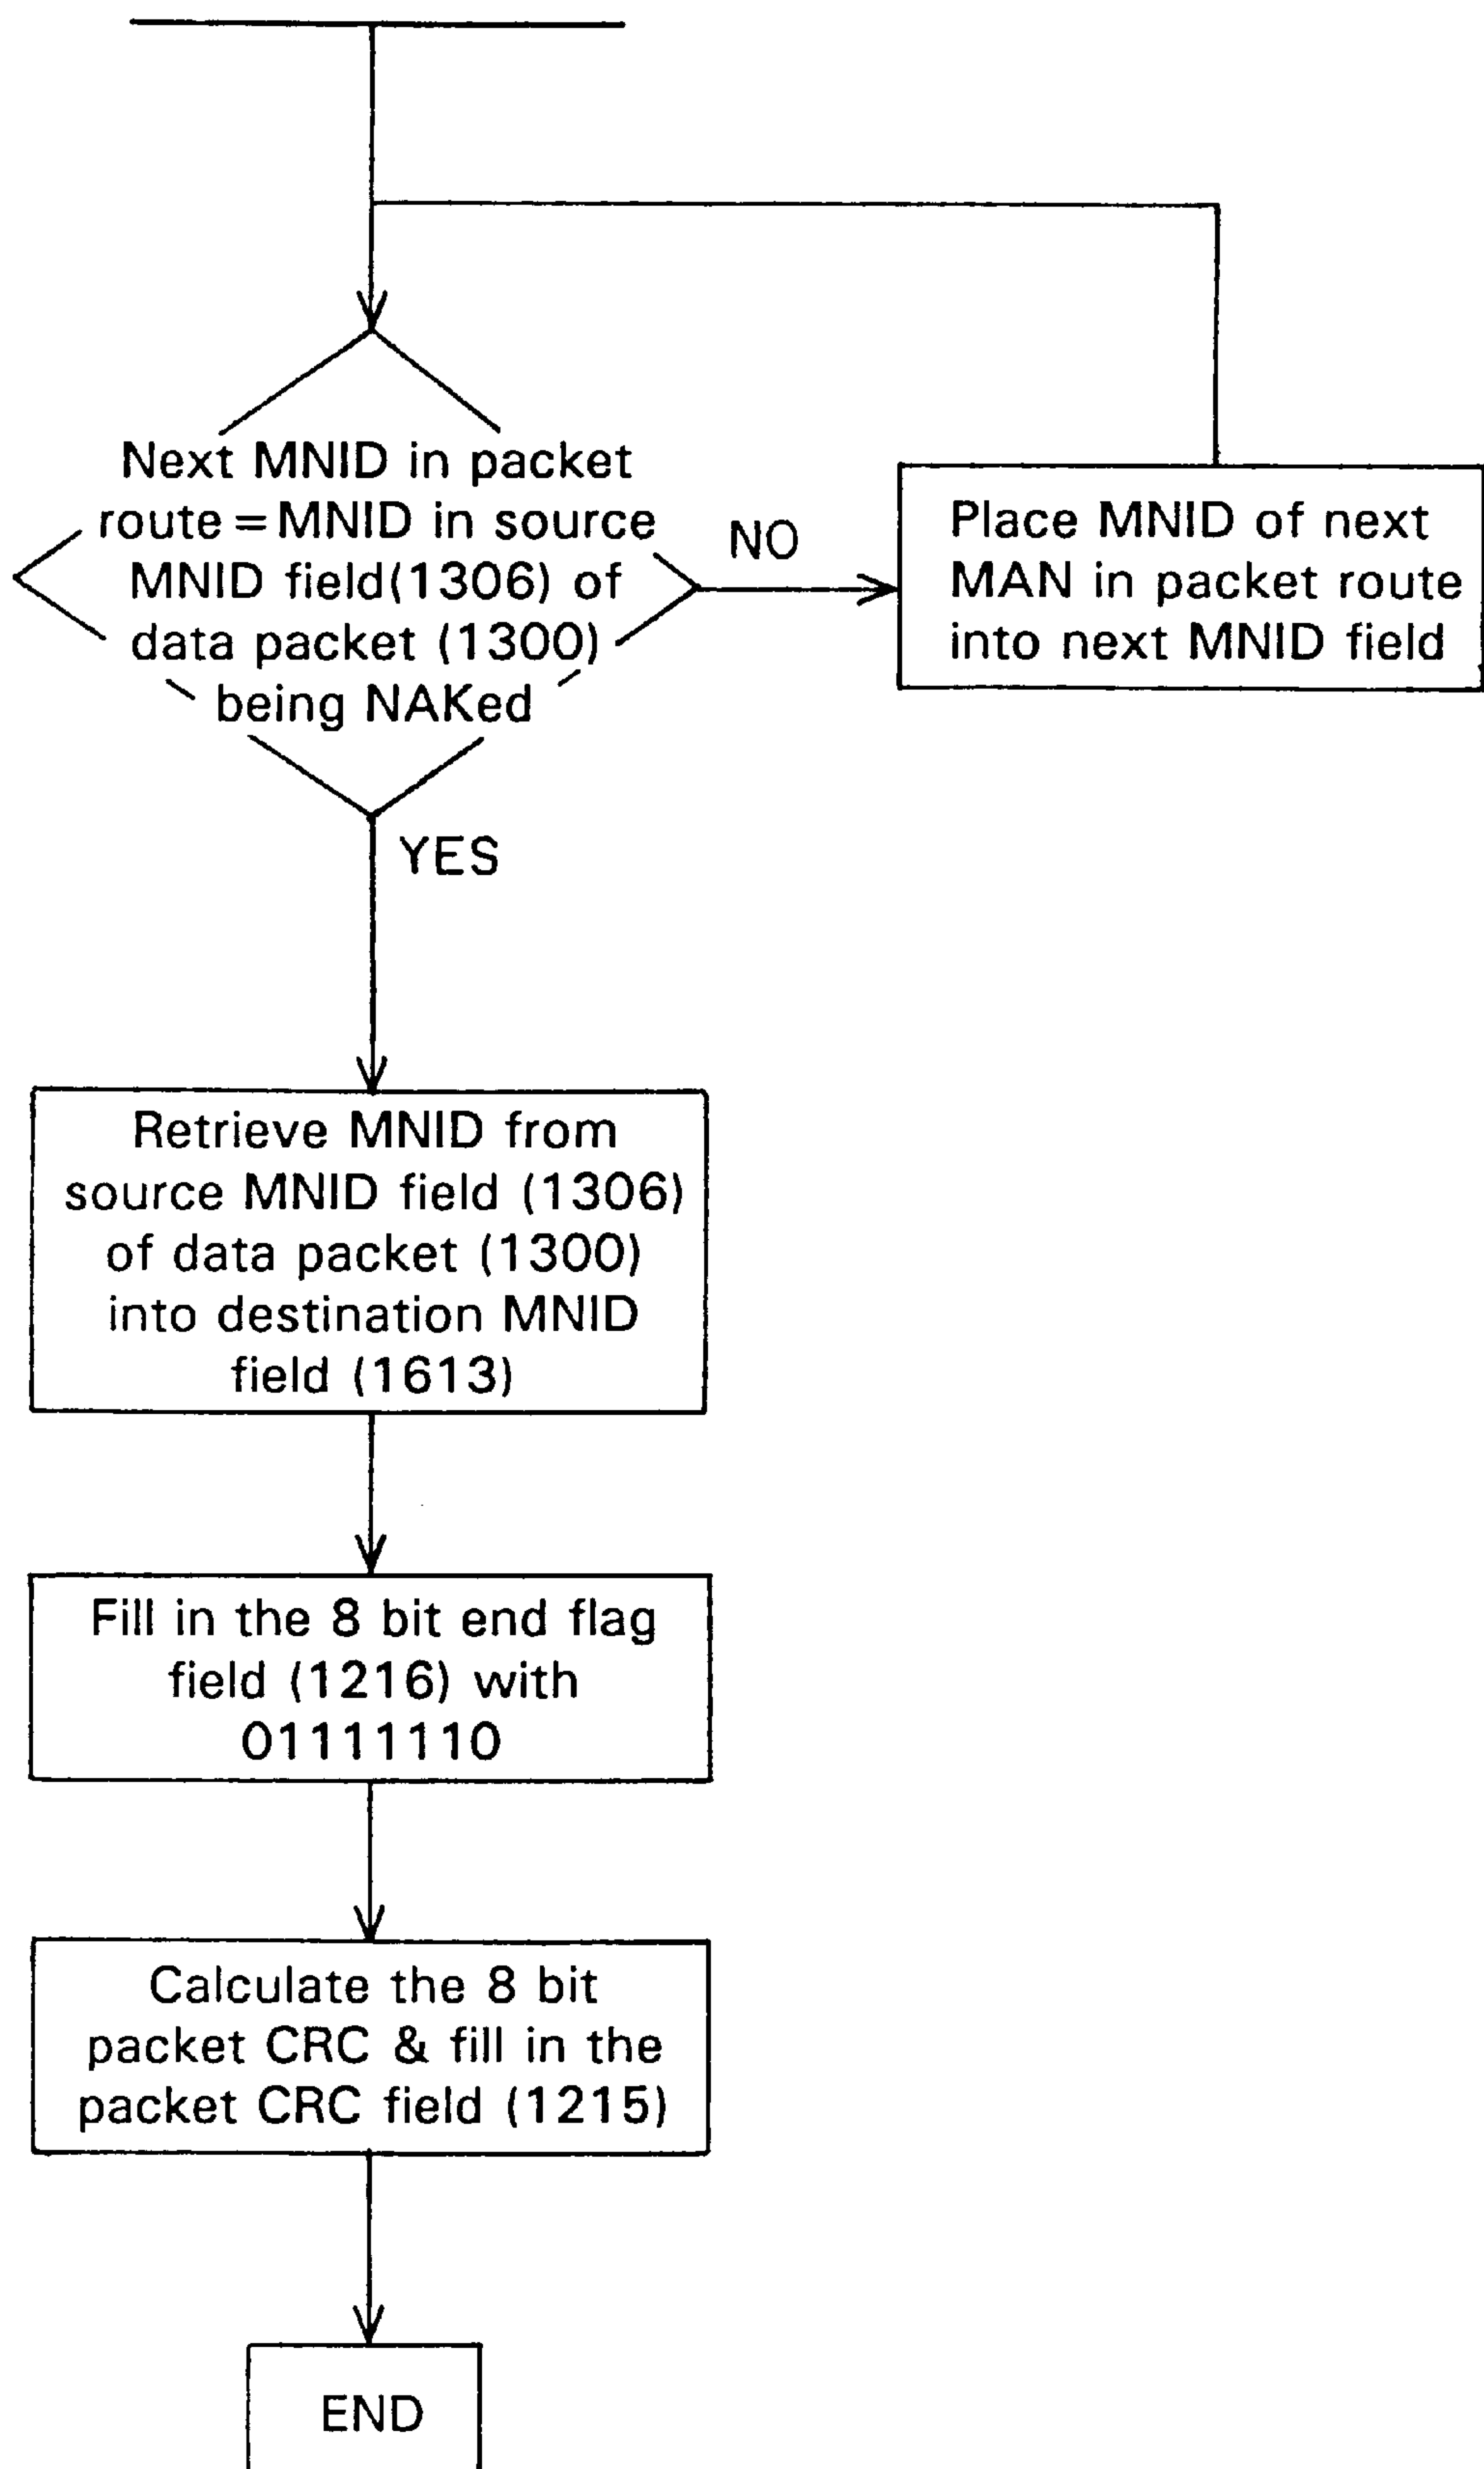 Next MNID in packet
route=MNID in source
MNID field(1306) of
data packet (1300)
being NAKed
NO
Place MNID of next
MAN in packet route
into next MNID field
YES
Retrieve MNID from
source MNID field (1306)
of data packet (1300)
into destination MNID
field (1613)
Fill in the 8 bit end flag
field (1216) with
01111110
Calculate the 8 bit
packet CRC & fill in the
packet CRC field (1215)
END